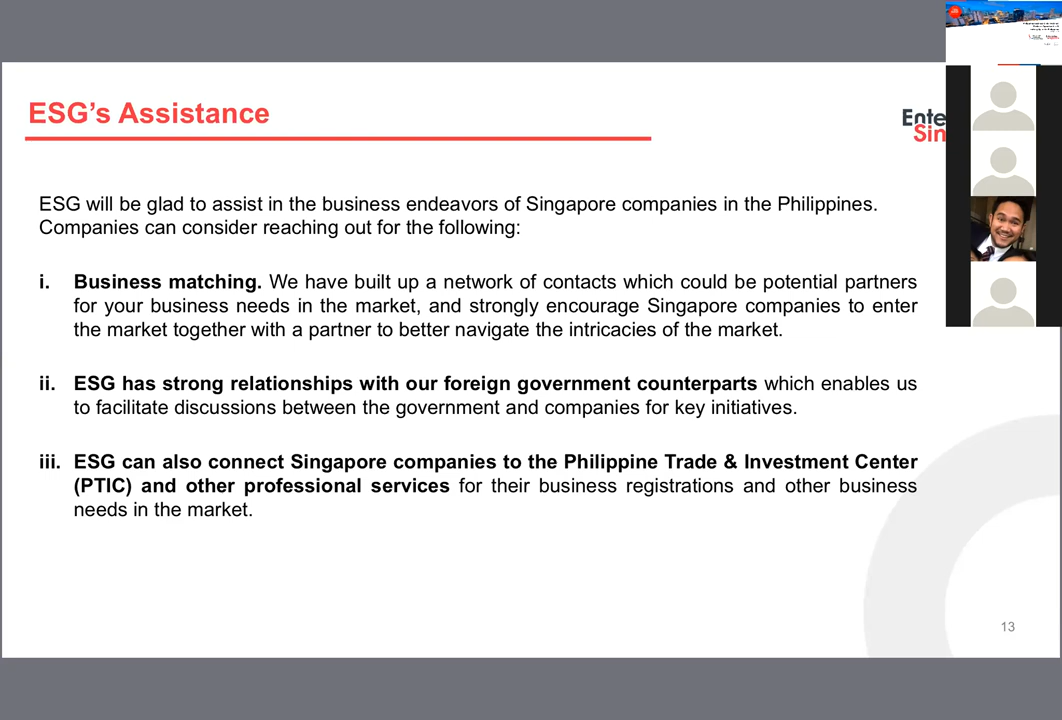 ESG’s Assistance
Ente
Sin
ESG will be glad to assist in the business endeavors of Singapore companies in the Philippines.
Companies can consider reaching out for the following:
i. Business matching. We have built up a network of contacts which could be potential partners
for your business needs in the market, and strongly encourage Singapore companies to enter
the market together with a partner to better navigate the intricacies of the market.
ii. ESG has strong relationships with our foreign government counterparts which enables us
to facilitate discussions between the government and companies for key initiatives.
iii. ESG can also connect Singapore companies to the Philippine Trade & Investment Center
(PTIC) and other professional services for their business registrations and other business
needs in the market.
13